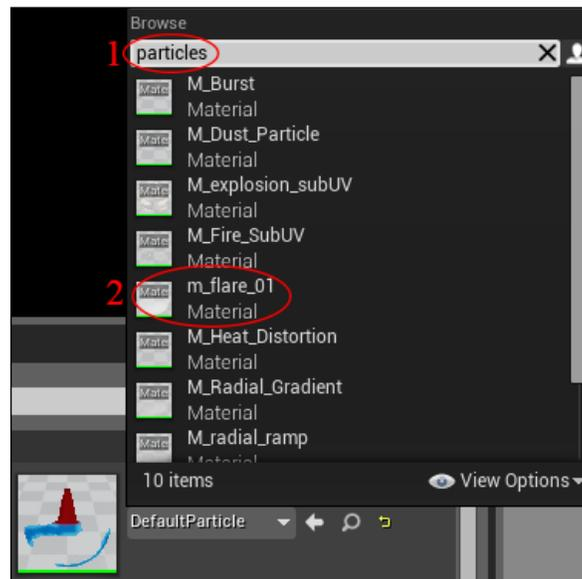 Browse
1 particles
M_Burst
Material
M_Dust_Particle
Material
M_explosion_subUV
Material
M_Fire_SubUV
Material
2 m_flare_01
Material
M_Heat_Distortion
Material
M_Radial_Gradient
Material
M_radial_ramp
Material
10 items View Options
DefaultParticle